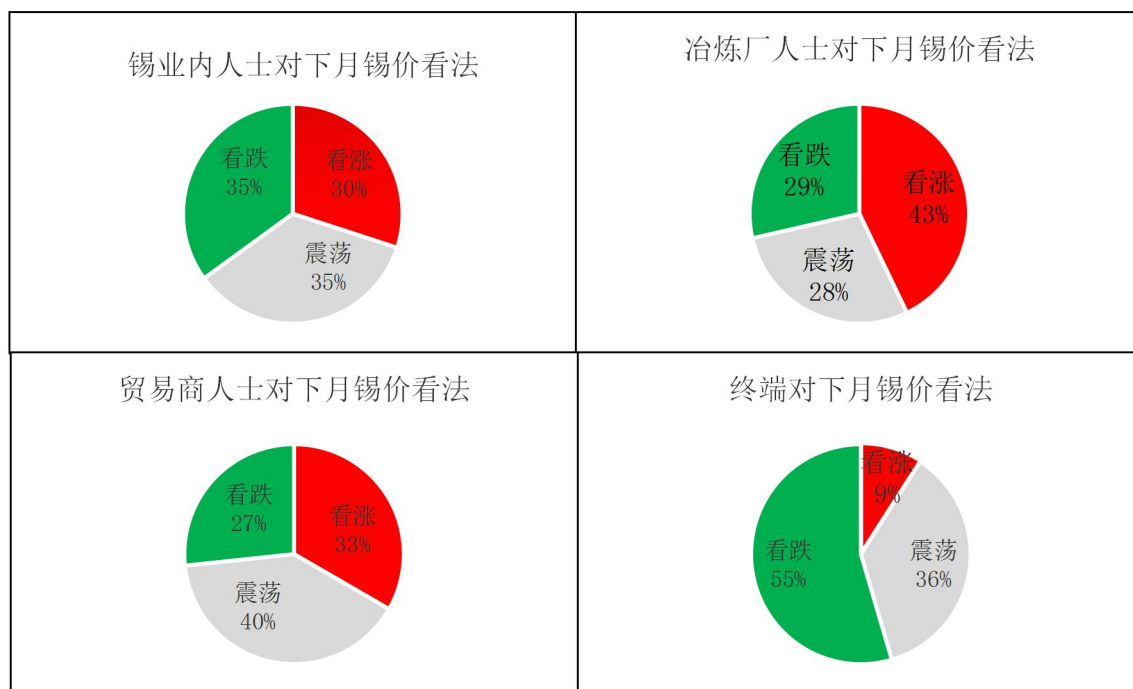 锡业内人士对下月锡价看法
看跌
35%
看涨
30%
震荡
35%
冶炼厂人士对下月锡价看法
看跌
29%
看涨
43%
震荡
28%
贸易商人士对下月锡价看法
看跌
27%
看涨
33%
震荡
40%
终端对下月锡价看法
看涨
9%
看跌
55%
震荡
36%